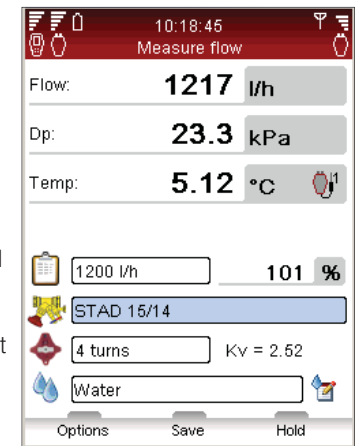 10:18:45
Measure flow
Flow: 1217 l/h
Dp: 23.3 kPa
Temp: 5.12 °C 1
1200 l/h 101 %
STAD 15/14
4 turns Kv = 2.52
Water
Options Save Hold